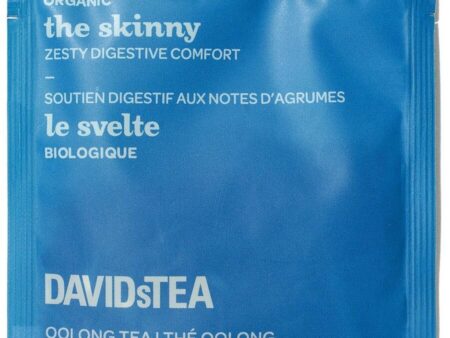 ORGANIC
the skinny
ZESTY DIGESTIVE COMFORT
–
SOUTIEN DIGESTIF AUX NOTES D'AGRUMES
le svelte
BIOLOGIQUE
DAVIDsTEA
OOLONG TEA | THÉ OOLONG